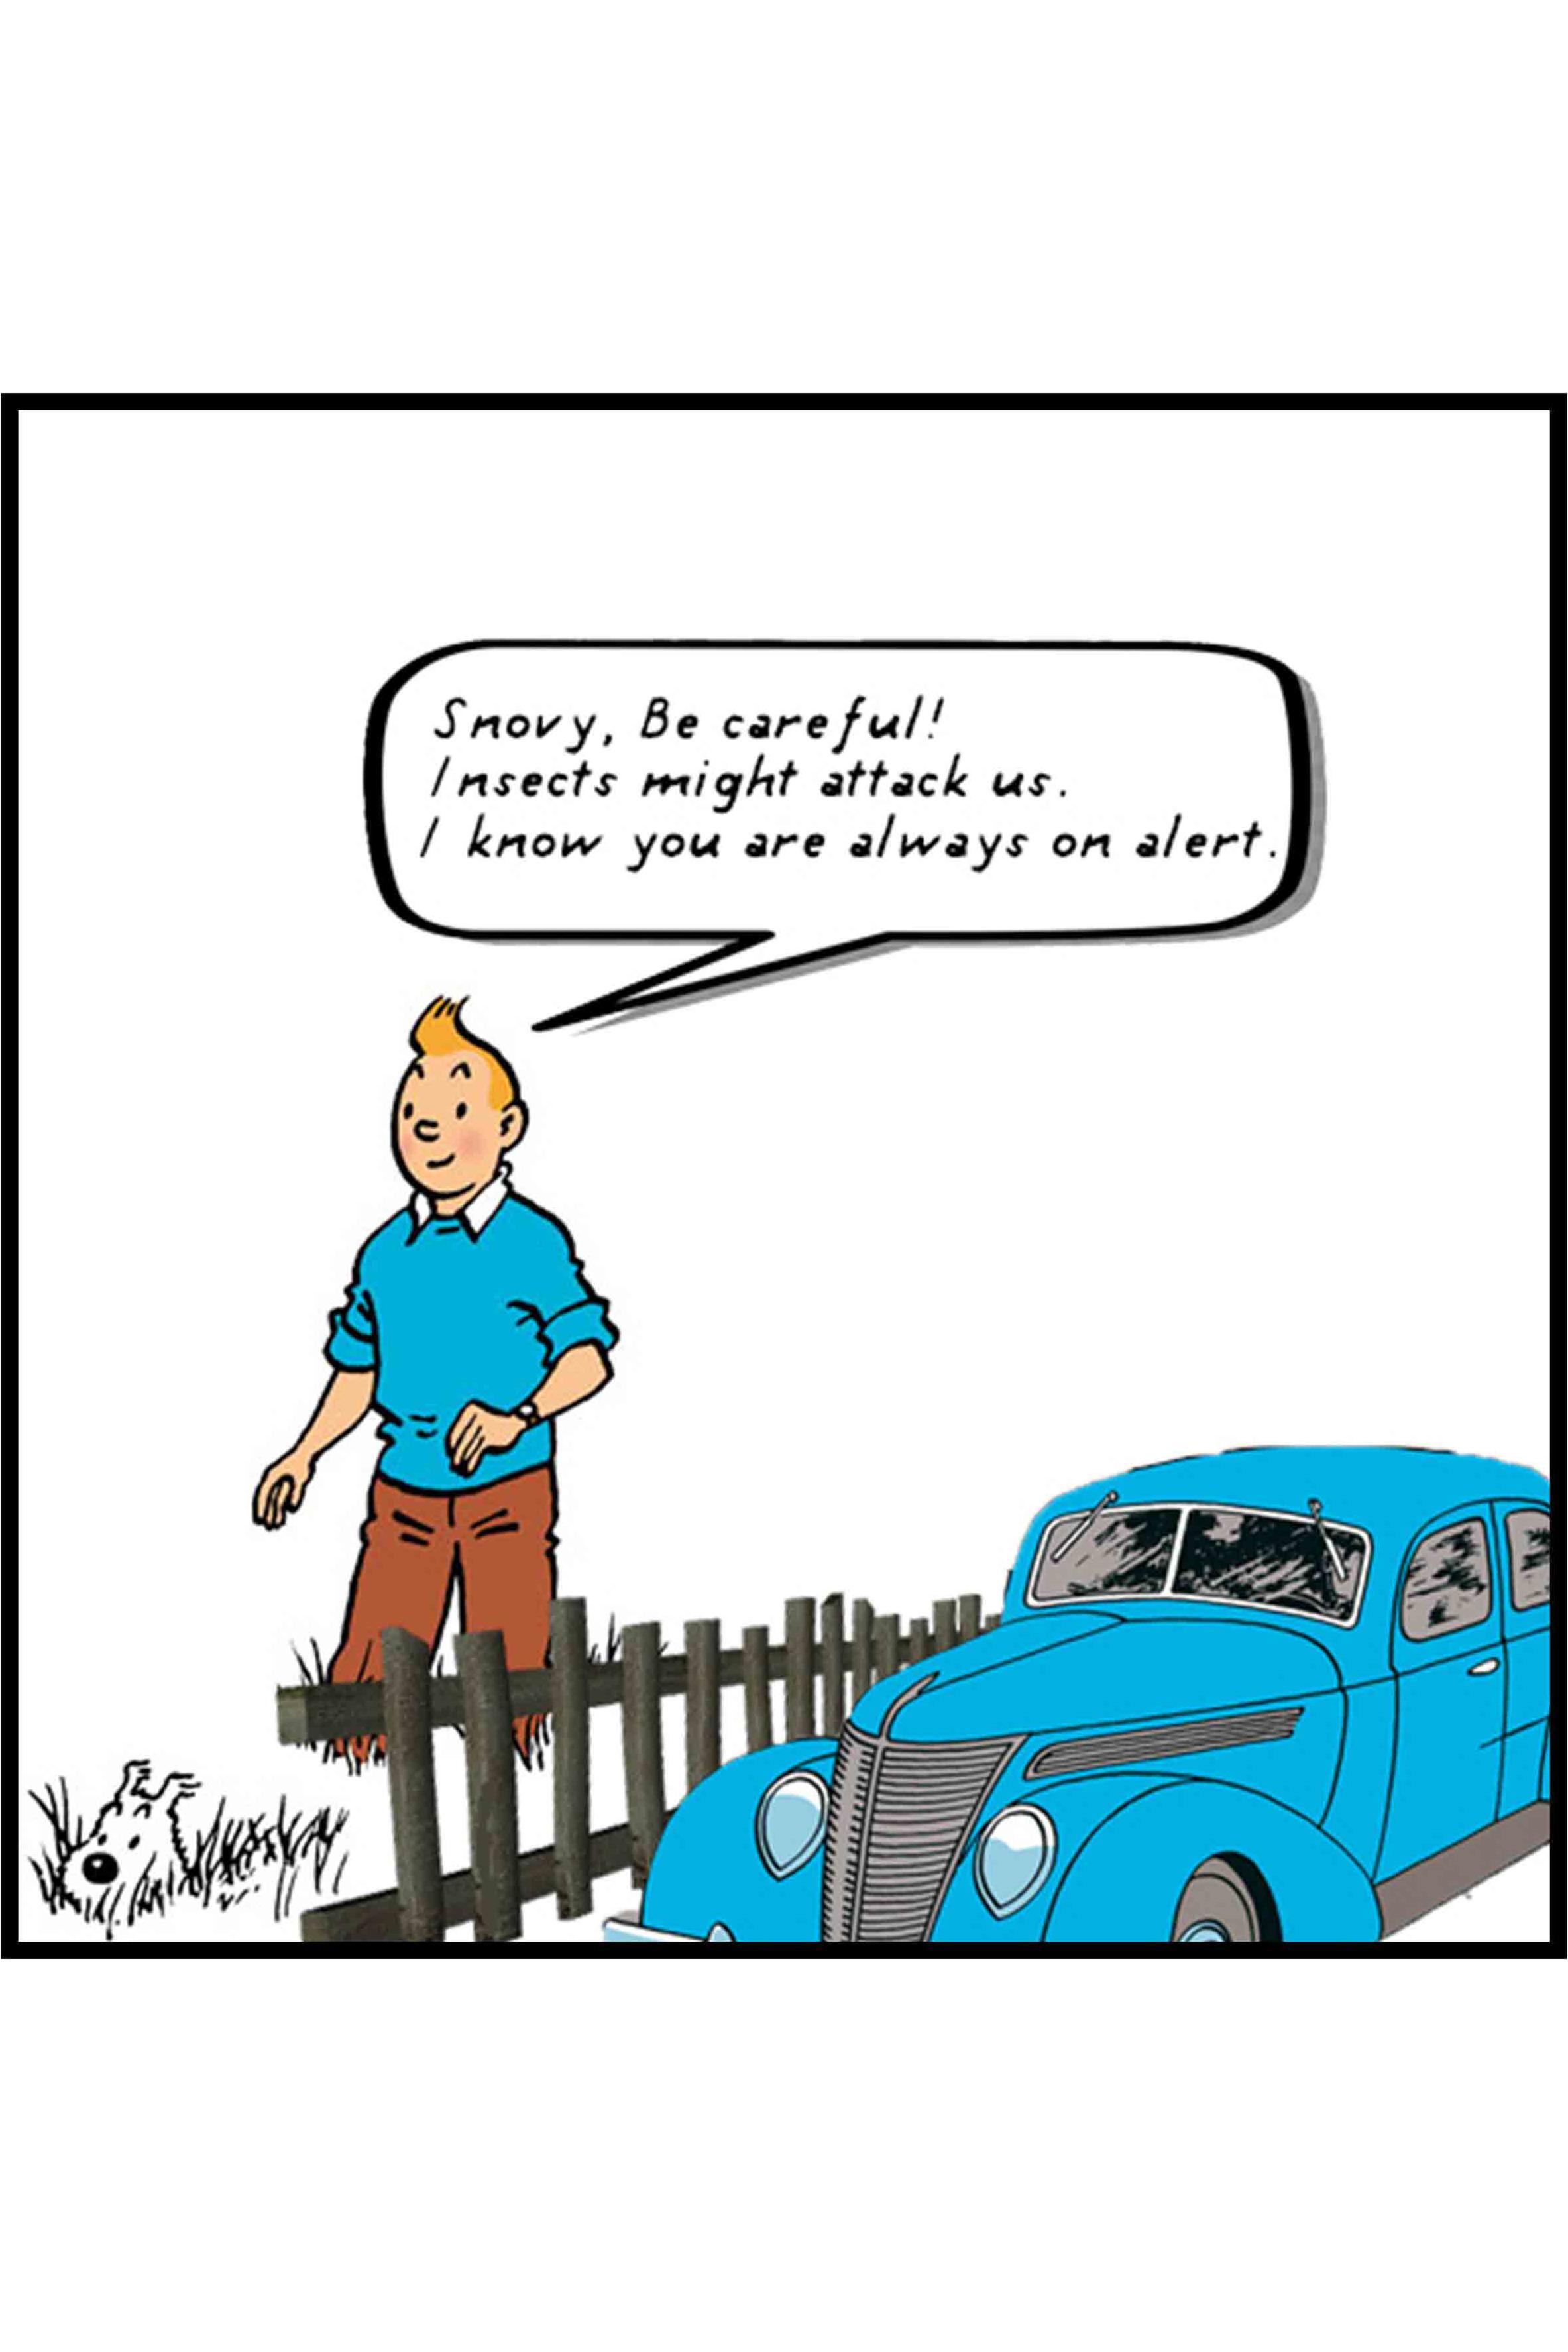 Snovy, Be careful!
Insects might attack us.
I know you are always on alert.